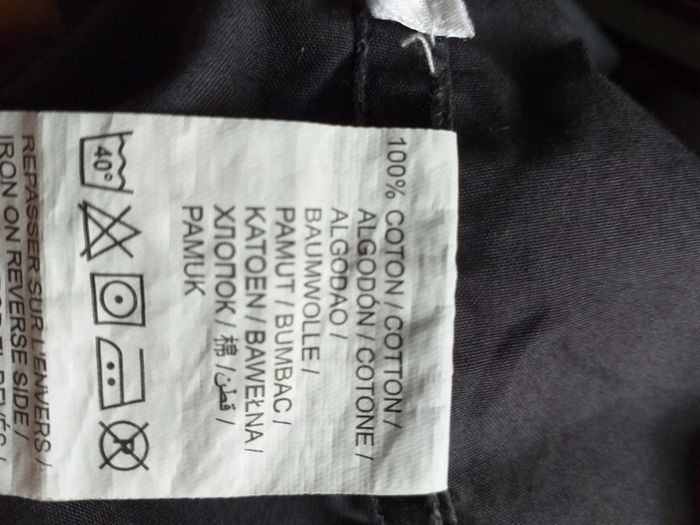 100% COTON / COTTON /
ALGODÓN / COTONE /
ALGODAO /
BAUMWOLLE /
PAMUT / BUMBAC /
KATOEN / BAWEŁNA /
ХЛОПОК / 棉 / قطن /
PAMUK
40°
REPASSER SUR L'ENVERS /
IRON ON REVERSE SIDE /